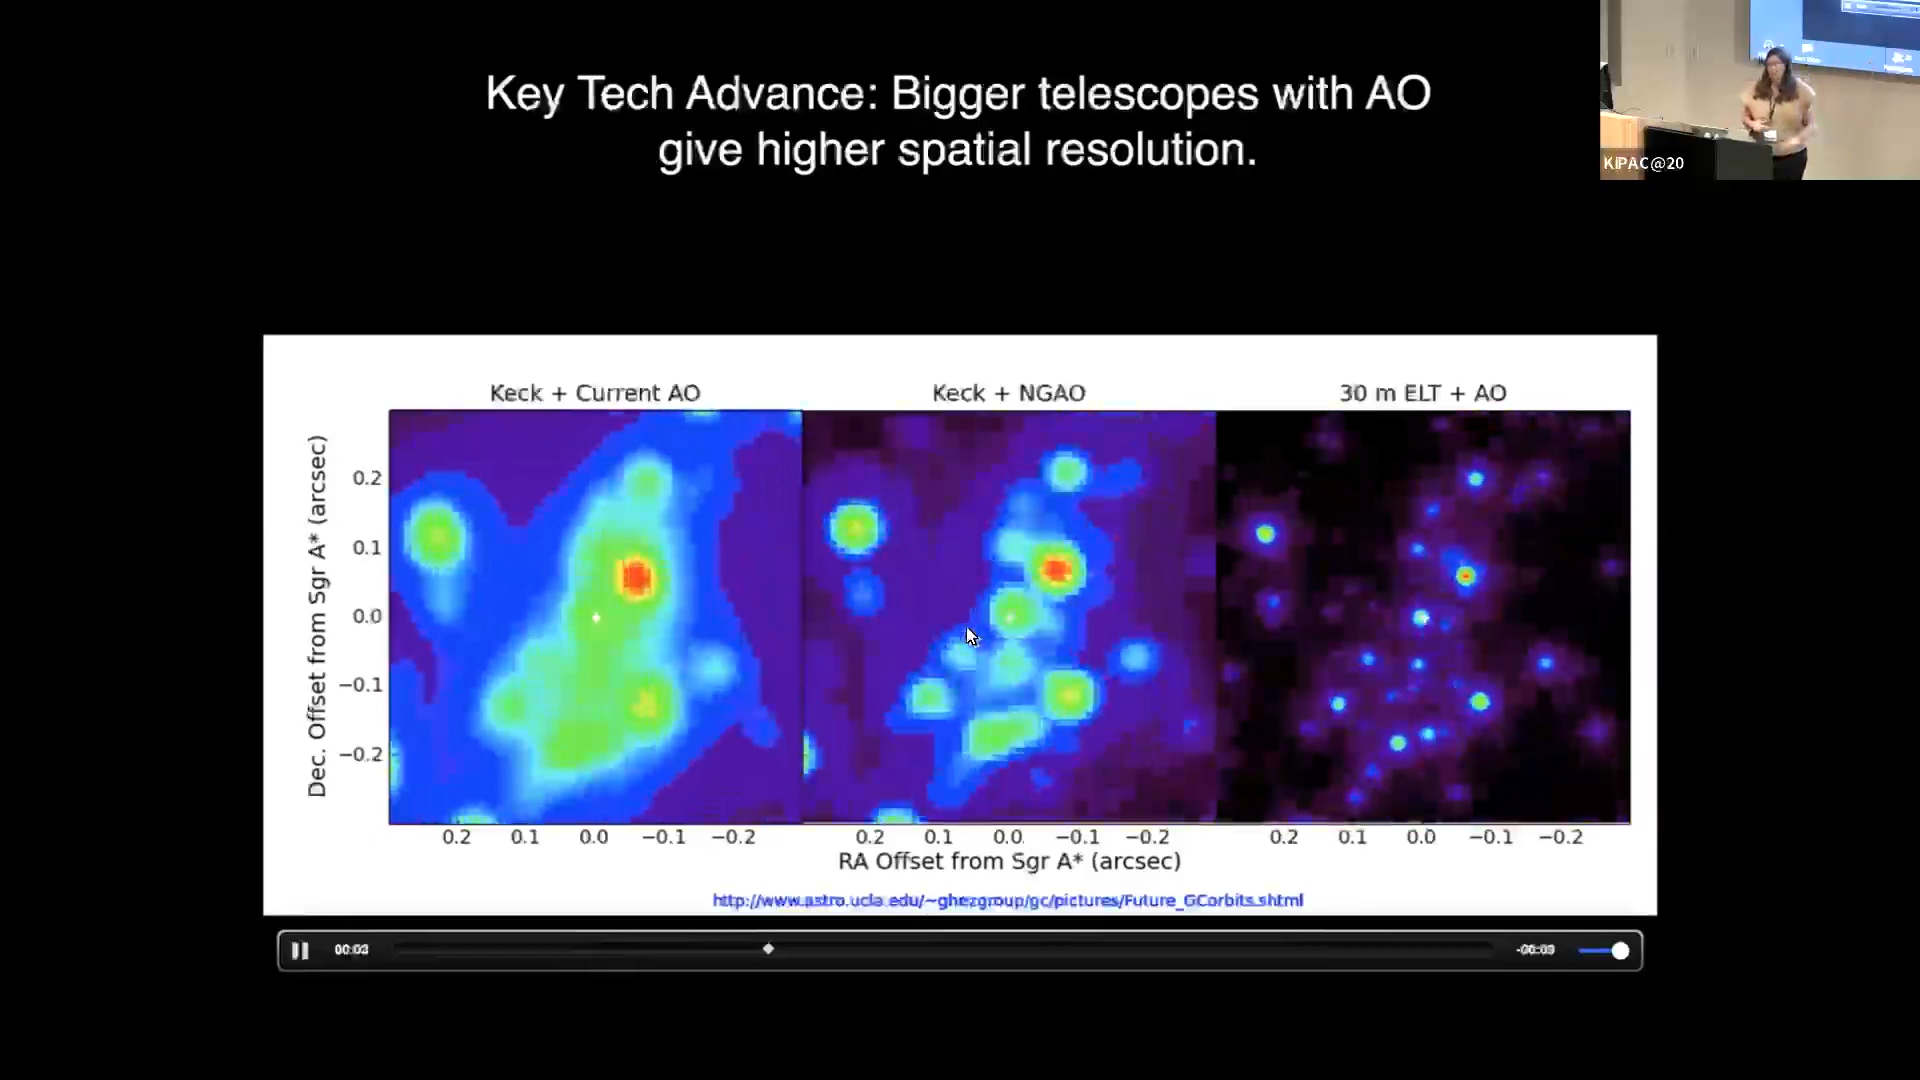 Key Tech Advance: Bigger telescopes with AO
give higher spatial resolution.
KIPAC@20
Keck + Current AO
Keck + NGAO
30 m ELT + AO
Dec. Offset from Sgr A* (arcsec)
0.2
0.1
0.0
−0.1
−0.2
0.2 0.1 0.0 −0.1 −0.2
0.2 0.1 0.0 −0.1 −0.2
0.2 0.1 0.0 −0.1 −0.2
RA Offset from Sgr A* (arcsec)
http://www.astro.ucla.edu/~ghezgroup/gc/pictures/Future_GCorbits.shtml
00:03